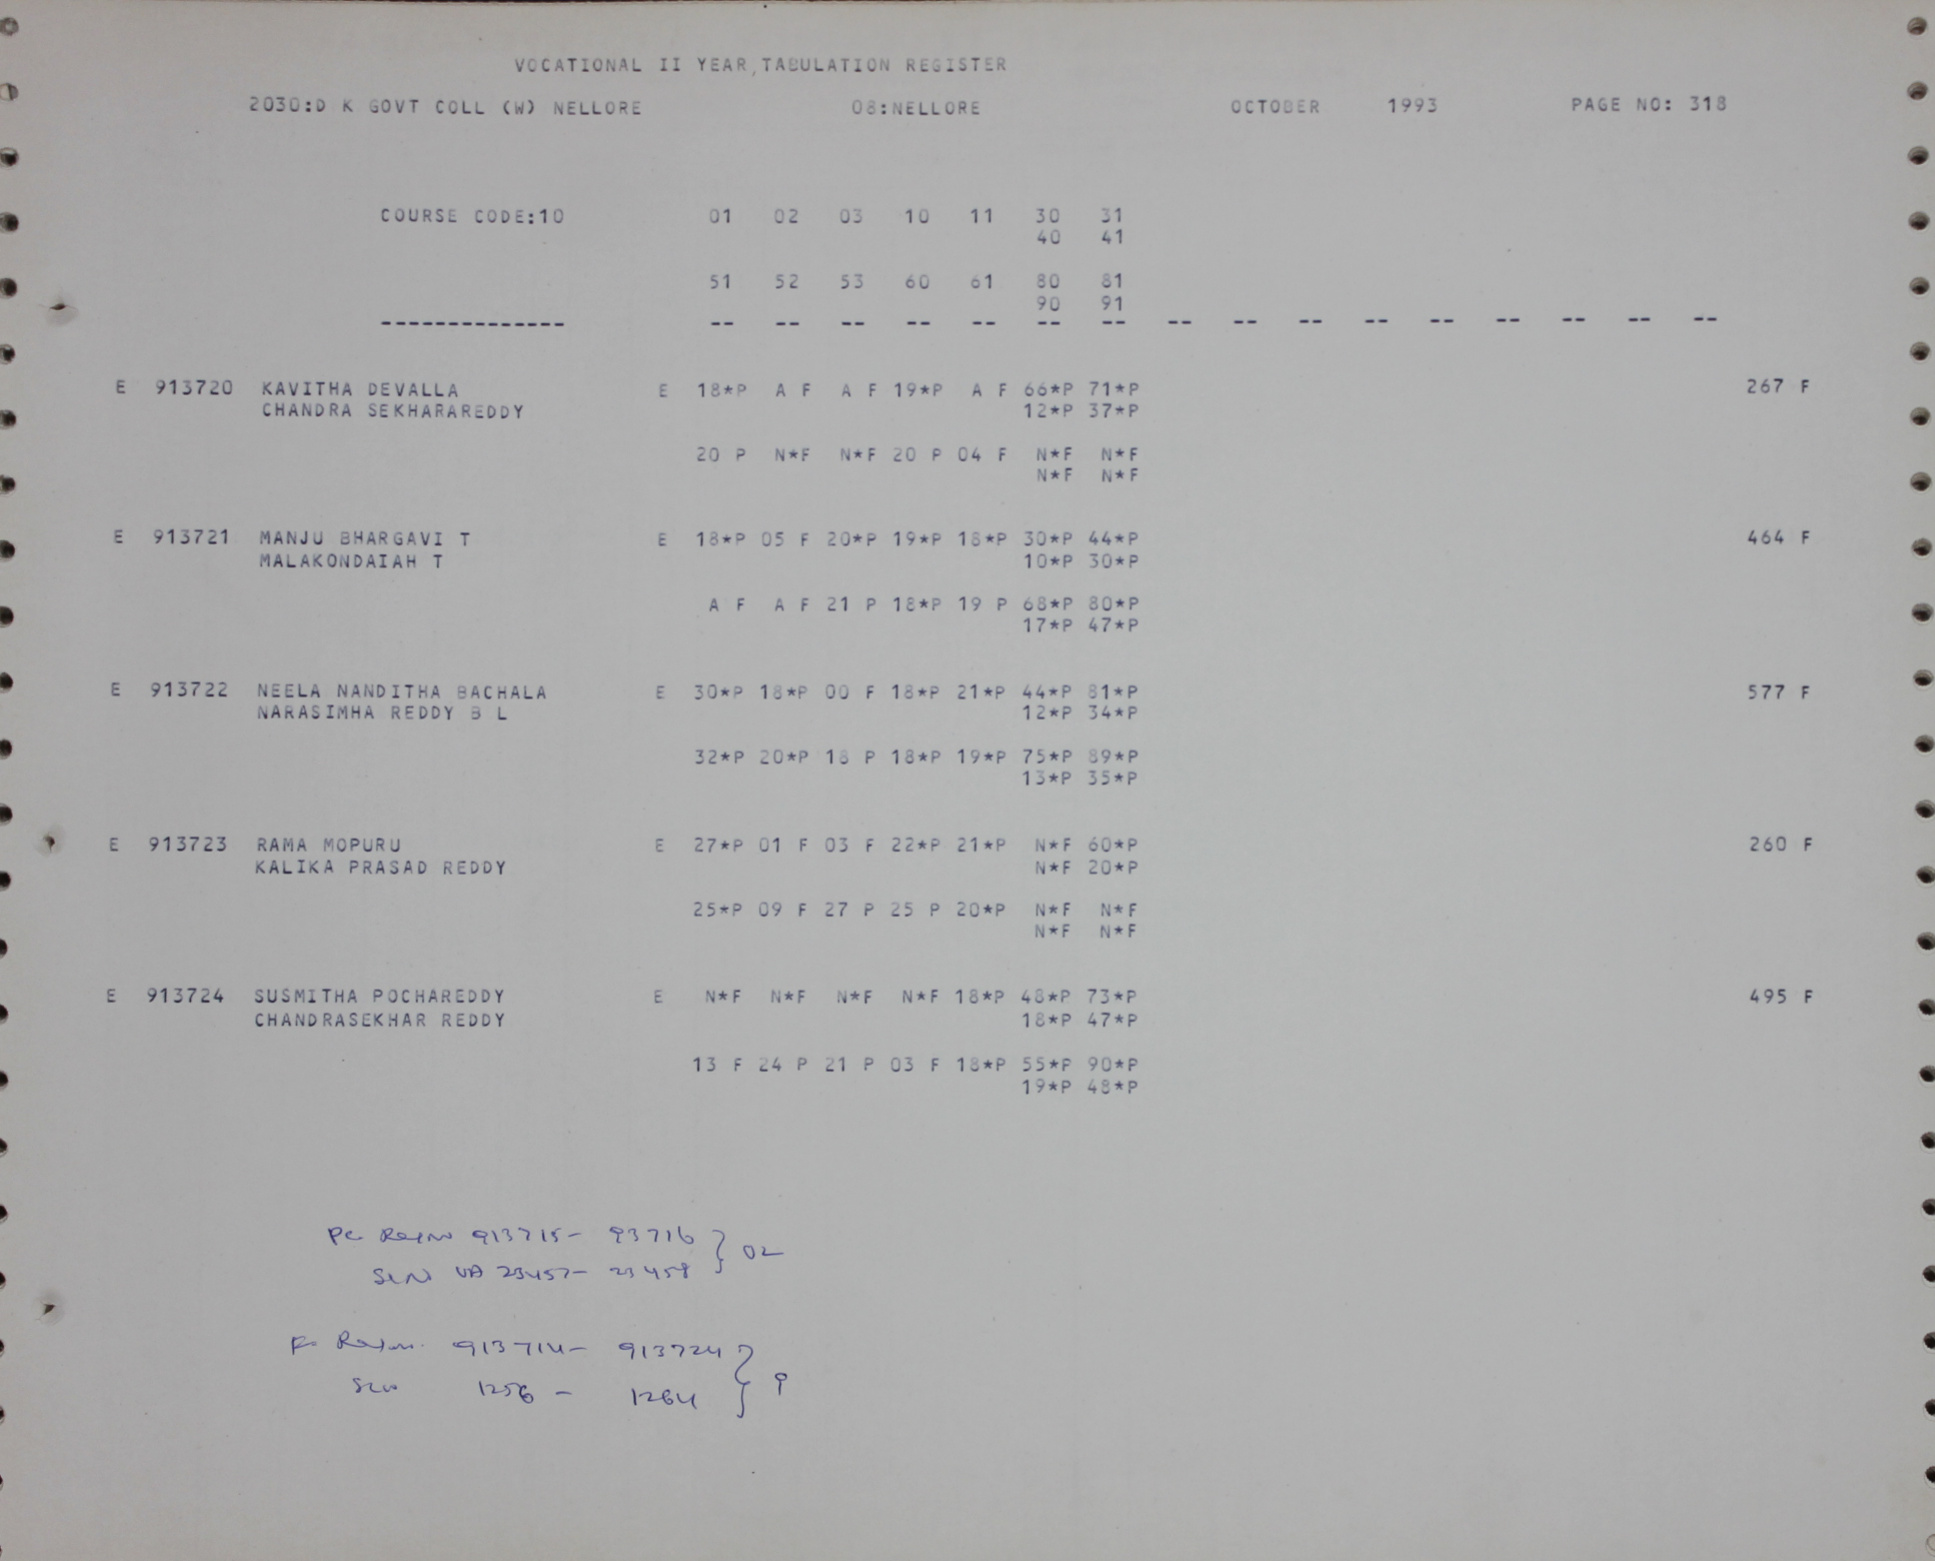 VOCATIONAL II YEAR,TABULATION REGISTER
2030:D K GOVT COLL (W) NELLORE 08:NELLORE OCTOBER 1993 PAGE NO: 318
COURSE CODE:10 01 02 03 10 11 30 31
40 41
51 52 53 60 61 80 81
90 91
-------------- -- -- -- -- -- -- -- -- -- -- -- -- -- -- -- --
E 913720 KAVITHA DEVALLA E 18*P A F A F 19*P A F 66*P 71*P 267 F
CHANDRA SEKHARAREDDY 12*P 37*P
20 P N*F N*F 20 P 04 F N*F N*F
N*F N*F
E 913721 MANJU BHARGAVI T E 18*P 05 F 20*P 19*P 18*P 30*P 44*P 464 F
MALAKONDAIAH T 10*P 30*P
A F A F 21 P 18*P 19 P 68*P 80*P
17*P 47*P
E 913722 NEELA NANDITHA BACHALA E 30*P 18*P 00 F 18*P 21*P 44*P 81*P 577 F
NARASIMHA REDDY B L 12*P 34*P
32*P 20*P 18 P 18*P 19*P 75*P 89*P
13*P 35*P
E 913723 RAMA MOPURU E 27*P 01 F 03 F 22*P 21*P N*F 60*P 260 F
KALIKA PRASAD REDDY N*F 20*P
25*P 09 F 27 P 25 P 20*P N*F N*F
N*F N*F
E 913724 SUSMITHA POCHAREDDY E N*F N*F N*F N*F 18*P 48*P 73*P 495 F
CHANDRASEKHAR REDDY 18*P 47*P
13 F 24 P 21 P 03 F 18*P 55*P 90*P
19*P 48*P
913715- 93716 } 02
23457- 23458
913714- 913724 } 9
1256 - 1264